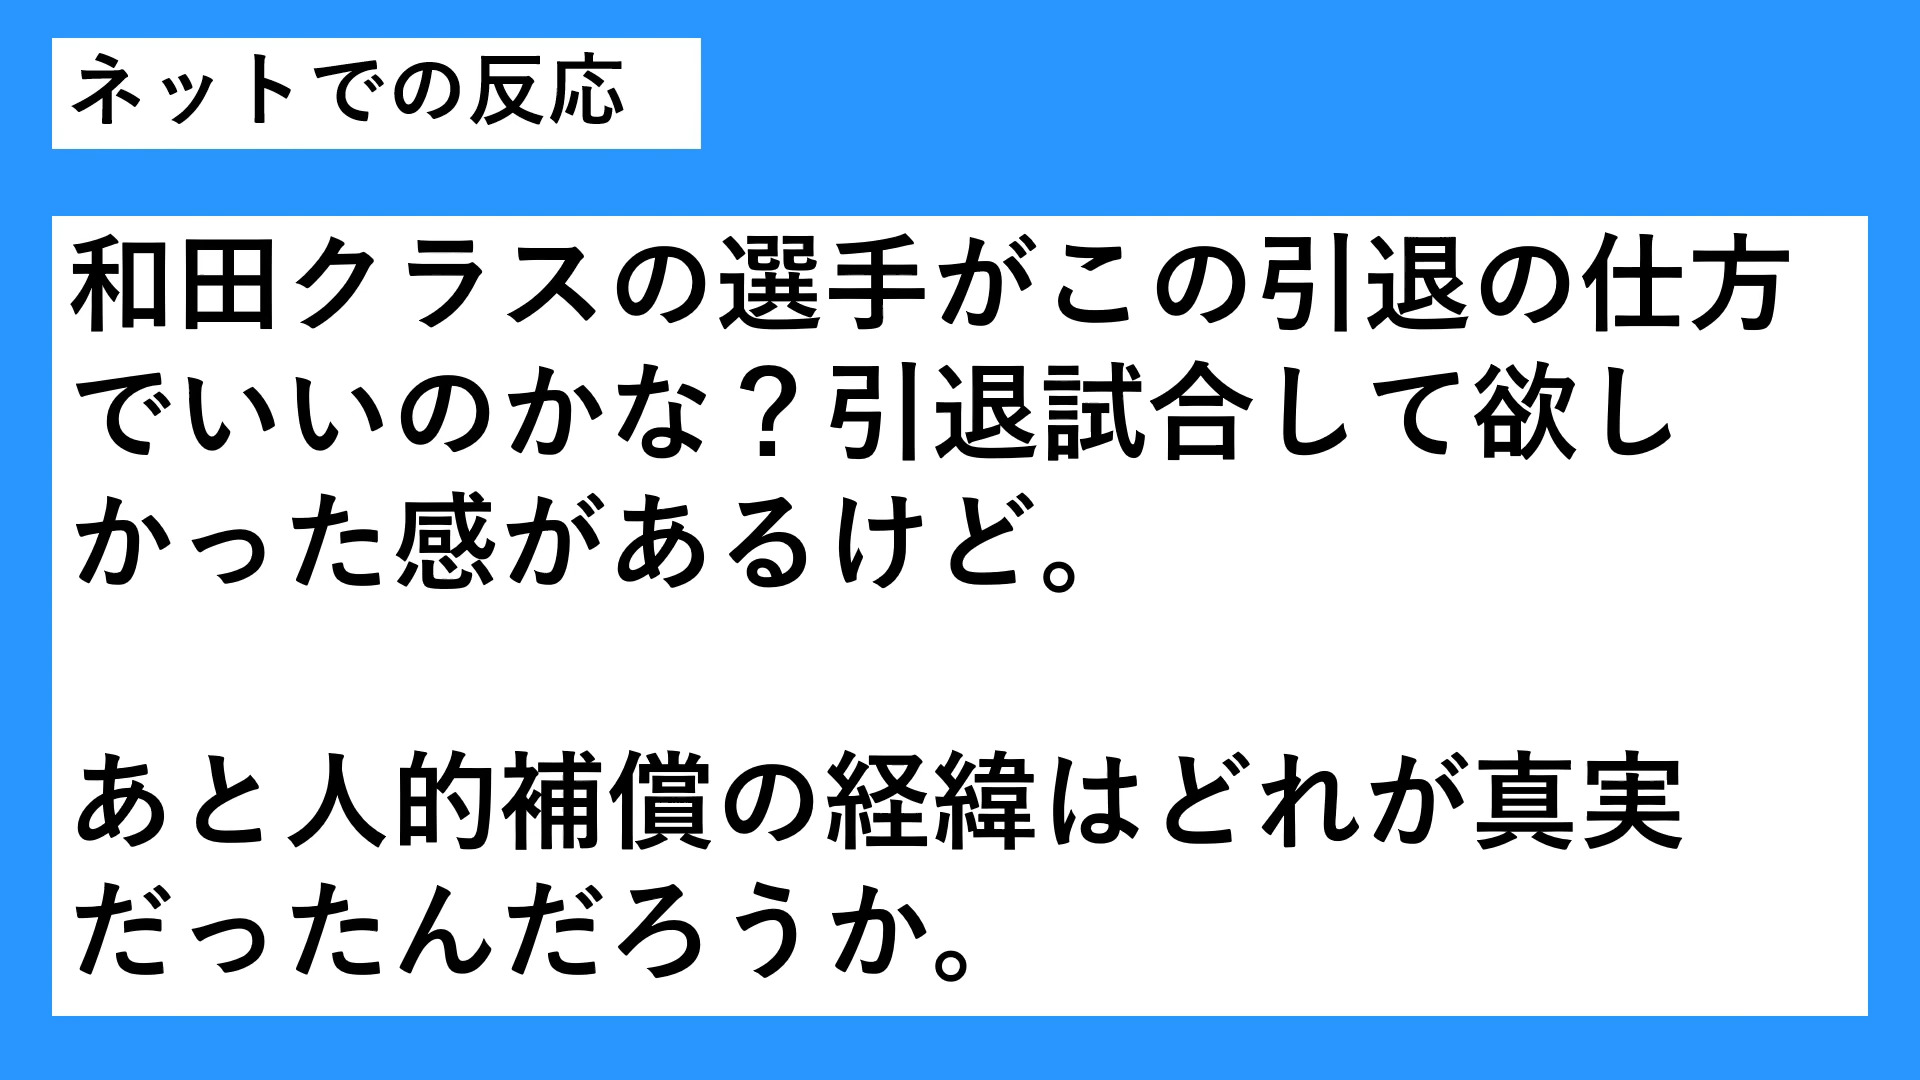 ネットでの反応
和田クラスの選手がこの引退の仕方
でいいのかな？引退試合して欲し
かった感があるけど。
あと人的補償の経緯はどれが真実
だったんだろうか。